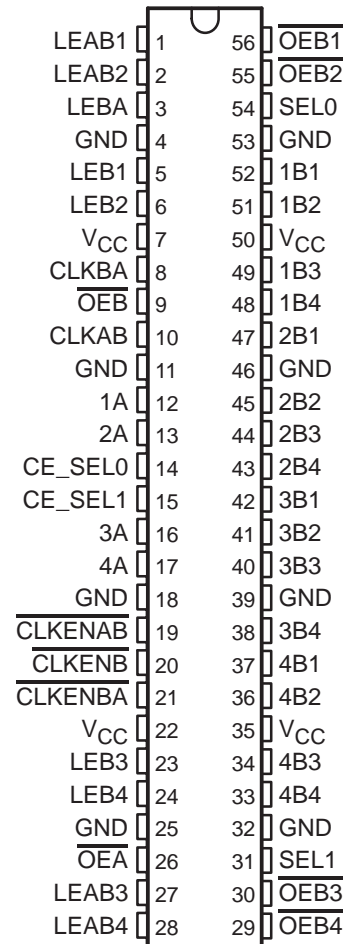 LEAB1 1 56 OEB1
LEAB2 2 55 OEB2
LEBA 3 54 SEL0
GND 4 53 GND
LEB1 5 52 1B1
LEB2 6 51 1B2
VCC 7 50 VCC
CLKBA 8 49 1B3
OEB 9 48 1B4
CLKAB 10 47 2B1
GND 11 46 GND
1A 12 45 2B2
2A 13 44 2B3
CE_SEL0 14 43 2B4
CE_SEL1 15 42 3B1
3A 16 41 3B2
4A 17 40 3B3
GND 18 39 GND
CLKENAB 19 38 3B4
CLKENB 20 37 4B1
CLKENBA 21 36 4B2
VCC 22 35 VCC
LEB3 23 34 4B3
LEB4 24 33 4B4
GND 25 32 GND
OEA 26 31 SEL1
LEAB3 27 30 OEB3
LEAB4 28 29 OEB4